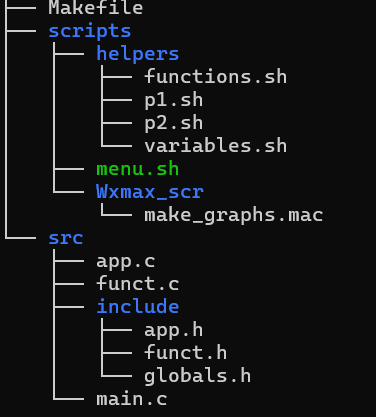 Makefile
scripts
helpers
functions.sh
p1.sh
p2.sh
variables.sh
menu.sh
Wxmax_scr
make_graphs.mac
src
app.c
funct.c
include
app.h
funct.h
globals.h
main.c